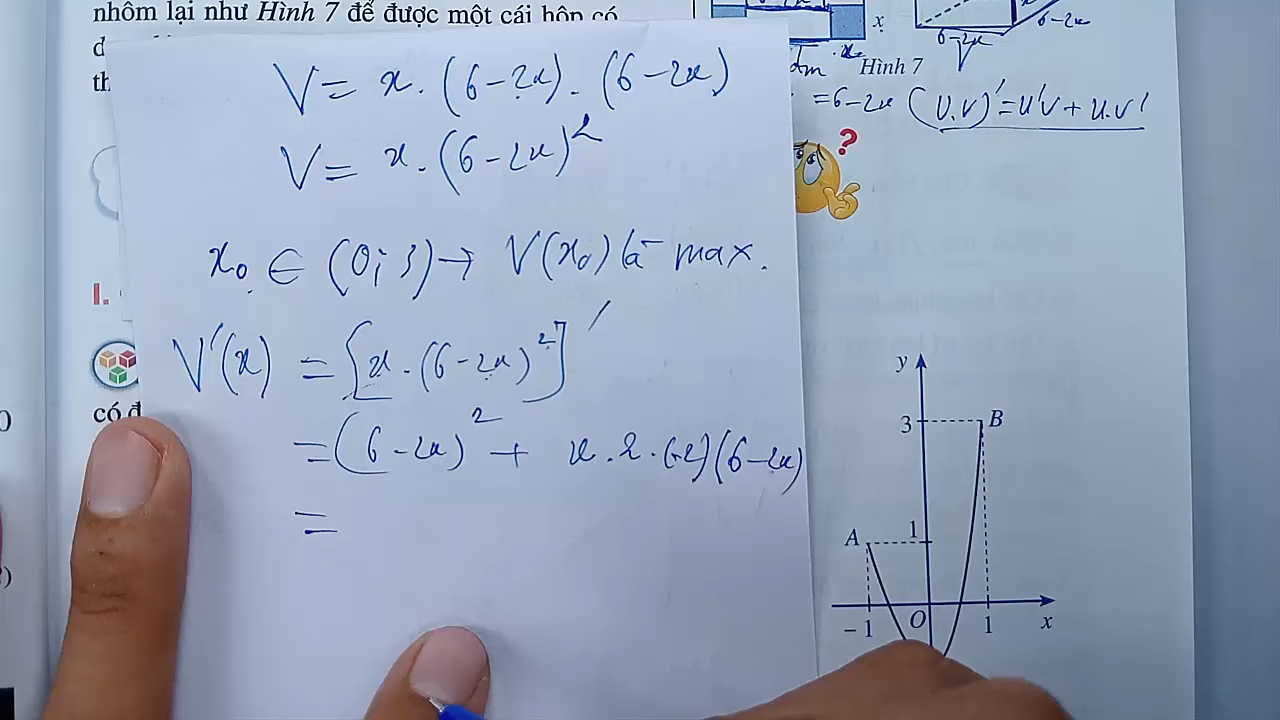 nhôm lại như Hình 7 để được một cái hộp có
x
6-2x
6-2x
dm
x
Hình 7
= 6-2x (U.V)' = U'V + U.V'
V = x. (6-2x). (6-2x)
V = x. (6-2x)²
x₀ ∈ (0; 3) → V(x₀) là max.
I.
V'(x) = [x. (6-2x)²]'
có đ
= (6-2x)² + x.2.(-2)(6-2x)
=
?
y
3
B
A
1
-1
O
1
x